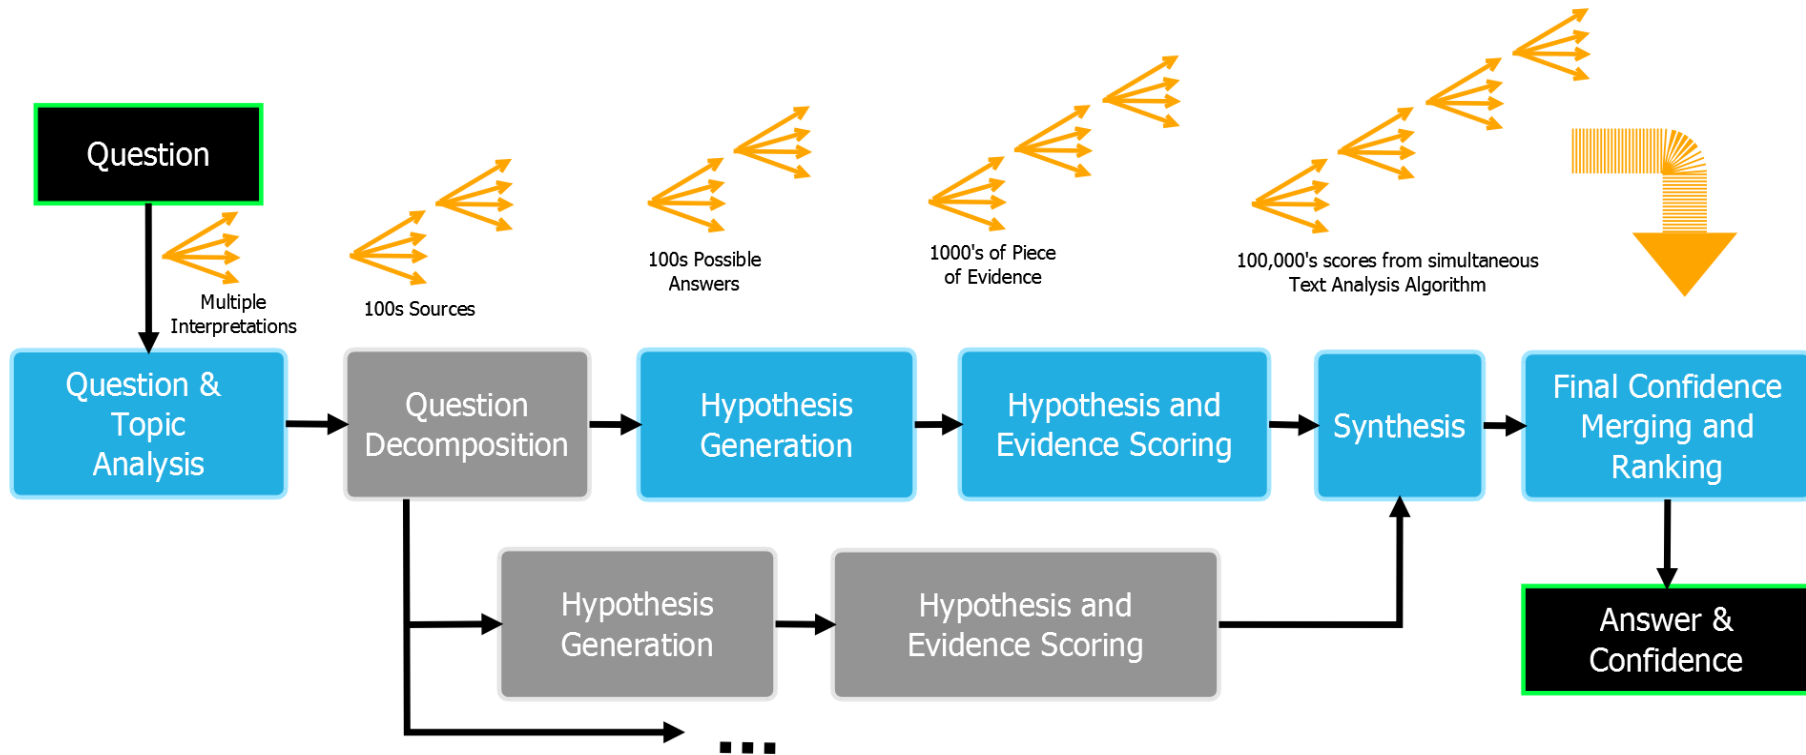 Question
Multiple
Interpretations
100s Sources
100s Possible
Answers
1000's of Piece
of Evidence
100,000's scores from simultaneous
Text Analysis Algorithm
Question &
Topic
Analysis
Question
Decomposition
Hypothesis
Generation
Hypothesis and
Evidence Scoring
Synthesis
Final Confidence
Merging and
Ranking
Hypothesis
Generation
Hypothesis and
Evidence Scoring
Answer &
Confidence
...